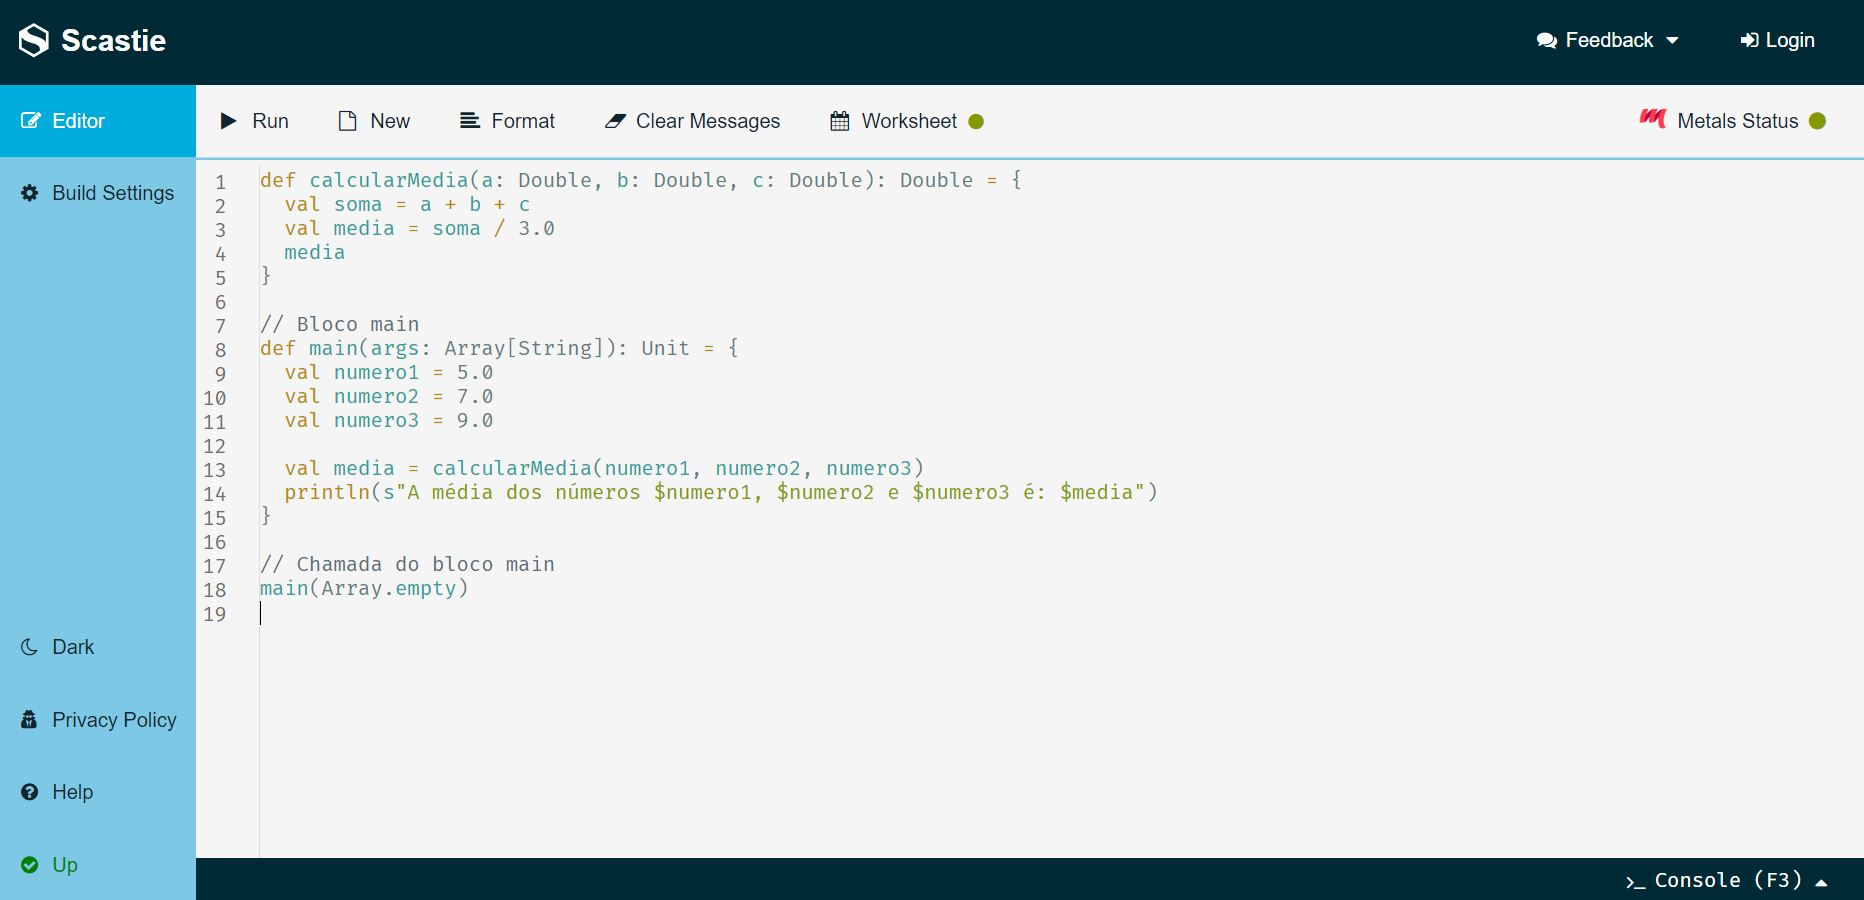 Scastie
Feedback
Login
Editor
Run
New
Format
Clear Messages
Worksheet
Metals Status
Build Settings
1 def calcularMedia(a: Double, b: Double, c: Double): Double = {
2   val soma = a + b + c
3   val media = soma / 3.0
4   media
5 }
6
7 // Bloco main
8 def main(args: Array[String]): Unit = {
9   val numero1 = 5.0
10   val numero2 = 7.0
11   val numero3 = 9.0
12
13   val media = calcularMedia(numero1, numero2, numero3)
14   println(s"A média dos números $numero1, $numero2 e $numero3 é: $media")
15 }
16
17 // Chamada do bloco main
18 main(Array.empty)
19
Dark
Privacy Policy
Help
Up
>_ Console (F3)